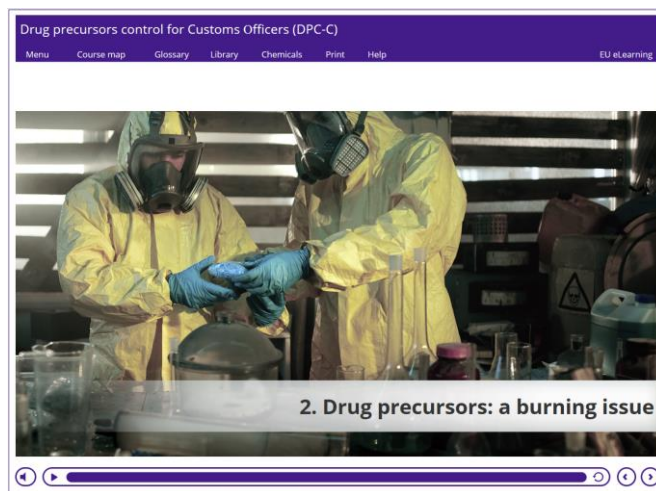 Drug precursors control for Customs Officers (DPC-C)
Menu Course map Glossary Library Chemicals Print Help EU eLearning
2. Drug precursors: a burning issue